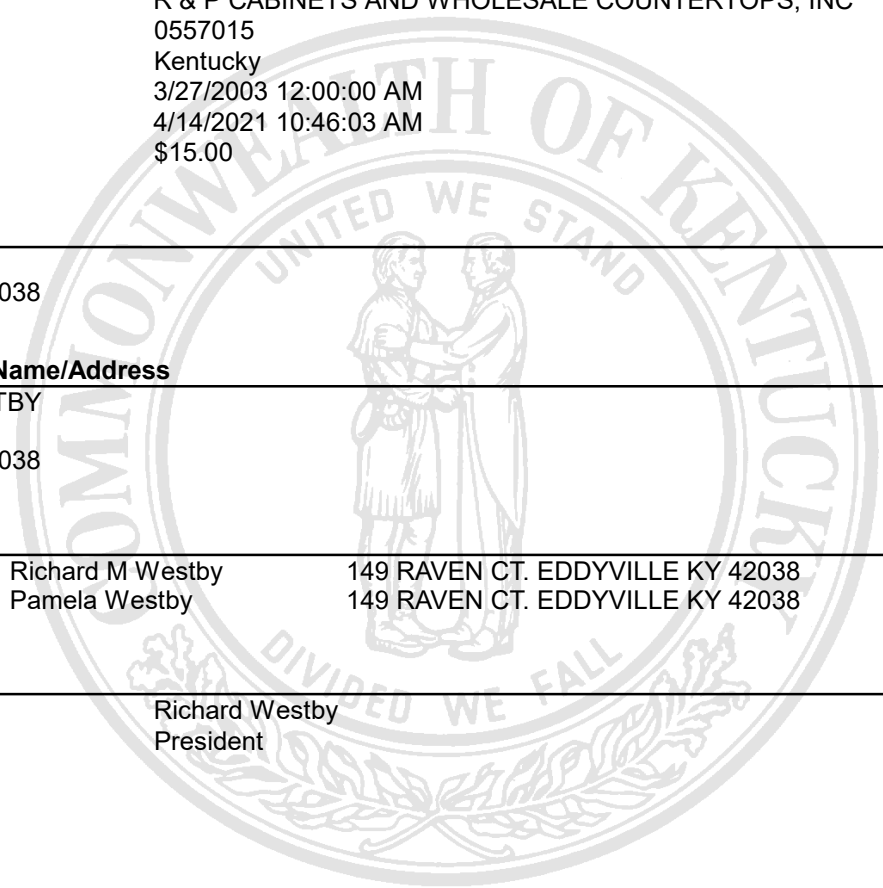 R & P CABINETS AND WHOLESALE COUNTERTOPS, INC
0557015
Kentucky
3/27/2003 12:00:00 AM
4/14/2021 10:46:03 AM
$15.00
COMMONWEALTH OF KENTUCKY
UNITED WE STAND
038
Name/Address
TBY
038
Richard M Westby 149 RAVEN CT. EDDYVILLE KY 42038
Pamela Westby 149 RAVEN CT. EDDYVILLE KY 42038
DIVIDED WE FALL
Richard Westby
President